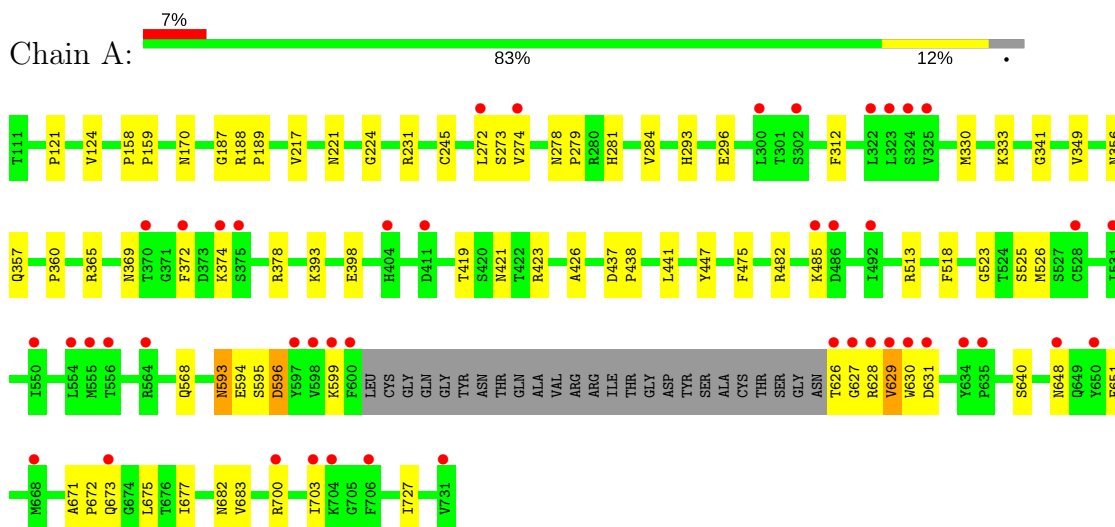 7%
Chain A:
83% 12% •
T111 P121 V124 P158 P159 N170 G187 R188 P189 V217 N221 G224 R231 C245 L272 S273 V274 N278 P279 R280 H281 V284 H293 E296 L300 T301 S302 F312 L322 L323 S324 V325 M330 K333 G341 V349 N356
Q357 P360 R365 N369 T370 G371 F372 D373 K374 S375 R378 K393 E398 H404 D411 T419 S420 N421 T422 R423 A426 D437 P438 L441 Y447 F475 R482 K485 D486 I492 R513 F518 G523 T524 S525 M526 S527 C528 I531
I550 L554 M555 T556 R564 Q568 N593 E594 S595 D596 Y597 V598 K599 F600 LEU CYS GLY GLN GLY TYR ASN THR GLN ALA VAL ARG ARG ILE THR GLY ASP TYR SER ALA CYS THR SER GLY ASN T626 G627 R628 V629 W630 D631 Y634 P635 S640 N648 Q649 Y650
M668 A671 P672 Q673 G674 L675 T676 I677 N682 V683 R700 I703 K704 G705 F706 I727 V731